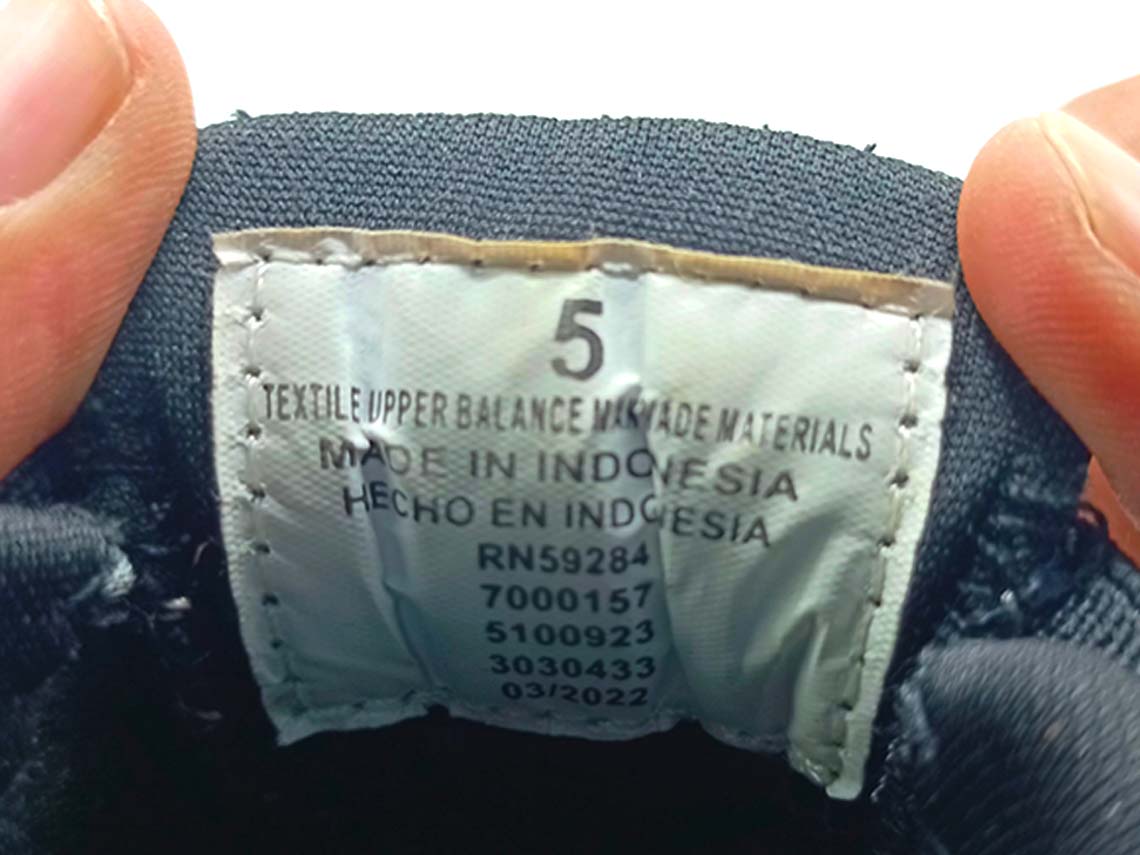 5
TEXTILE UPPER BALANCE MANMADE MATERIALS
MADE IN INDONESIA
HECHO EN INDONESIA
RN59284
7000157
5100923
3030433
03/2022